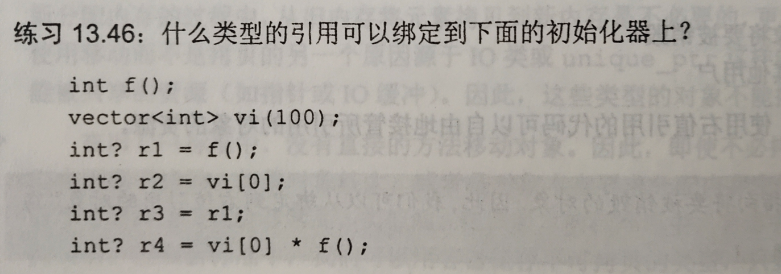 练习 13.46：什么类型的引用可以绑定到下面的初始化器上？
int f();
vector<int> vi(100);
int? r1 = f();
int? r2 = vi[0];
int? r3 = r1;
int? r4 = vi[0] * f();